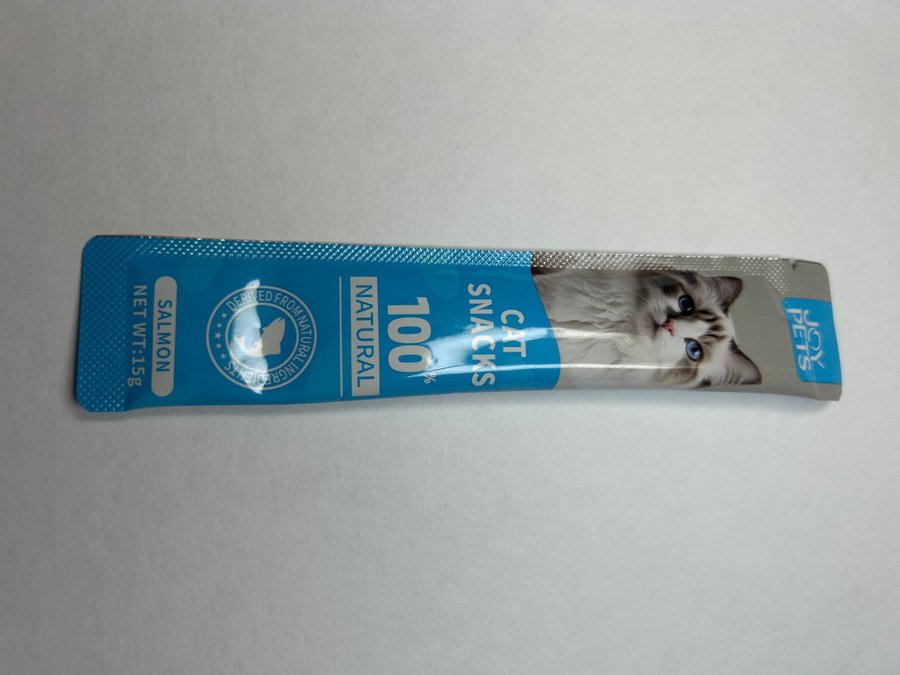 JOY
PETS
CAT
SNACKS
100%
NATURAL
DERIVED FROM NATURAL INGREDIENTS
SALMON
NET WT:15g